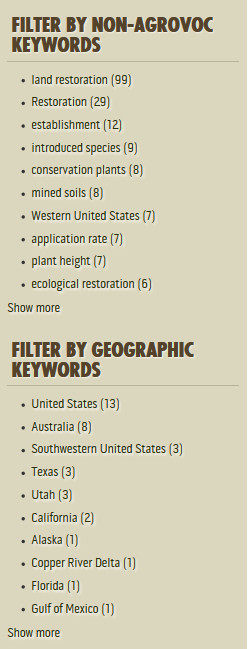 FILTER BY NON-AGROVOC
KEYWORDS
• land restoration (99)
• Restoration (29)
• establishment (12)
• introduced species (9)
• conservation plants (8)
• mined soils (8)
• Western United States (7)
• application rate (7)
• plant height (7)
• ecological restoration (6)
Show more
FILTER BY GEOGRAPHIC
KEYWORDS
• United States (13)
• Australia (8)
• Southwestern United States (3)
• Texas (3)
• Utah (3)
• California (2)
• Alaska (1)
• Copper River Delta (1)
• Florida (1)
• Gulf of Mexico (1)
Show more